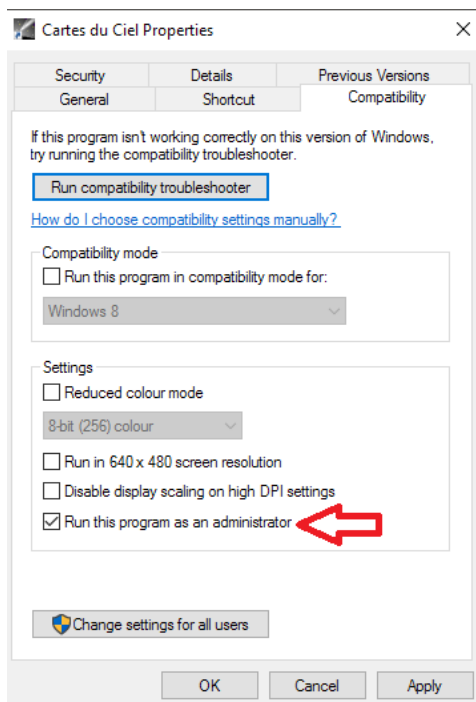 Cartes du Ciel Properties
Security Details Previous Versions
General Shortcut Compatibility
If this program isn't working correctly on this version of Windows,
try running the compatibility troubleshooter.
Run compatibility troubleshooter
How do I choose compatibility settings manually?
Compatibility mode
Run this program in compatibility mode for:
Windows 8
Settings
Reduced colour mode
8-bit (256) colour
Run in 640 x 480 screen resolution
Disable display scaling on high DPI settings
Run this program as an administrator
Change settings for all users
OK Cancel Apply